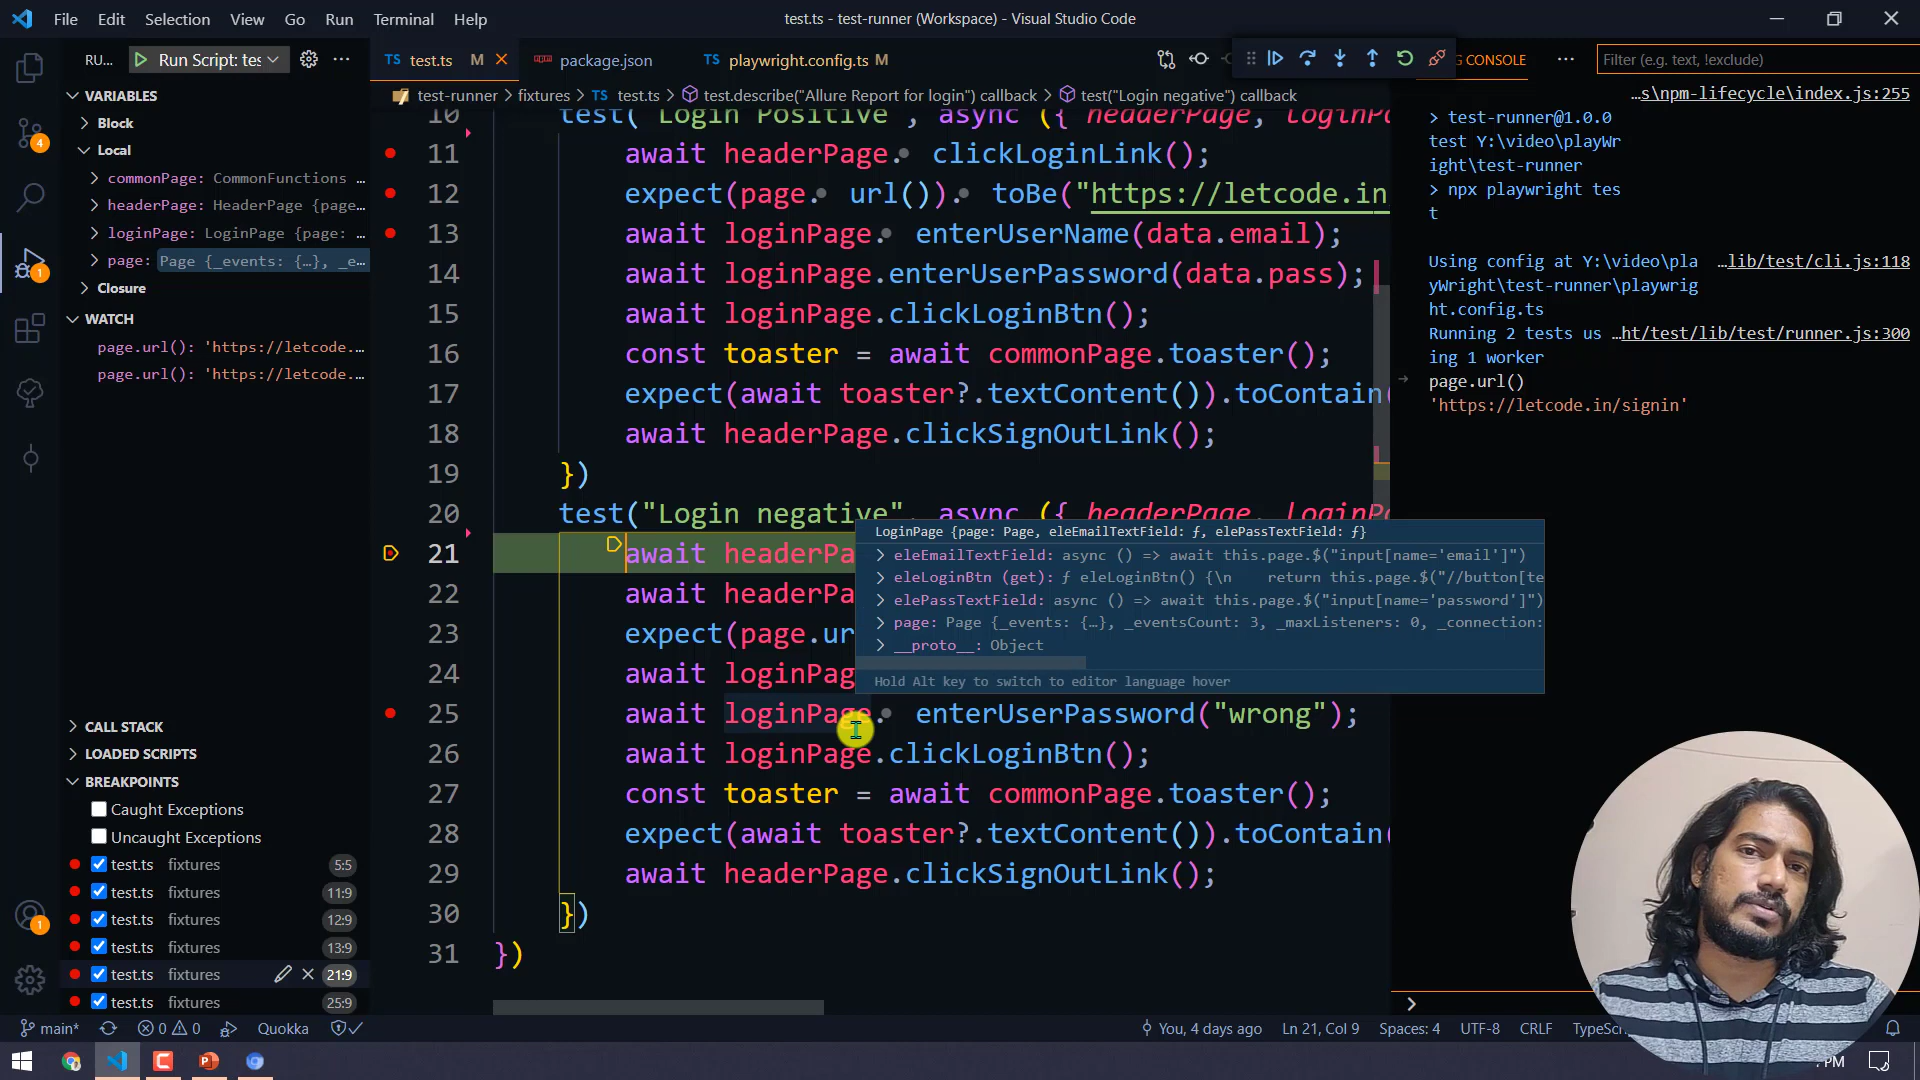 File Edit Selection View Go Run Terminal Help
test.ts - test-runner (Workspace) - Visual Studio Code
RU... Run Script: tes
TS test.ts M
package.json
TS playwright.config.ts M
G CONSOLE
Filter (e.g. text, !exclude)
test-runner > fixtures > TS test.ts > test.describe("Allure Report for login") callback > test("Login negative") callback
VARIABLES
Block
Local
commonPage: CommonFunctions …
headerPage: HeaderPage {page…
loginPage: LoginPage {page: …
page: Page {_events: {…}, _e…
Closure
WATCH
page.url(): 'https://letcode.…
page.url(): 'https://letcode.…
CALL STACK
LOADED SCRIPTS
BREAKPOINTS
Caught Exceptions
Uncaught Exceptions
test.ts fixtures 5:5
test.ts fixtures 11:9
test.ts fixtures 12:9
test.ts fixtures 13:9
test.ts fixtures 21:9
test.ts fixtures 25:9
4
1
1
10 test("Login Positive", async ({ headerPage, loginP
11 await headerPage. clickLoginLink();
12 expect(page. url()). toBe("https://letcode.in
13 await loginPage. enterUserName(data.email);
14 await loginPage.enterUserPassword(data.pass);
15 await loginPage.clickLoginBtn();
16 const toaster = await commonPage.toaster();
17 expect(await toaster?.textContent()).toContain(
18 await headerPage.clickSignOutLink();
19 })
20 test("Login negative", async ({ headerPage, loginP
21 await headerPa
22 await headerPa
23 expect(page.ur
24 await loginPag
25 await loginPage. enterUserPassword("wrong");
26 await loginPage.clickLoginBtn();
27 const toaster = await commonPage.toaster();
28 expect(await toaster?.textContent()).toContain(
29 await headerPage.clickSignOutLink();
30 })
31 })
LoginPage {page: Page, eleEmailTextField: ƒ, elePassTextField: ƒ}
eleEmailTextField: async () => await this.page.$("input[name='email']")
eleLoginBtn (get): ƒ eleLoginBtn() {\n return this.page.$("//button[te
elePassTextField: async () => await this.page.$("input[name='password']")
page: Page {_events: {…}, _eventsCount: 3, _maxListeners: 0, _connection:
__proto__: Object
Hold Alt key to switch to editor language hover
…s\npm-lifecycle\index.js:255
> test-runner@1.0.0
test Y:\video\playWr
ight\test-runner
> npx playwright tes
t
Using config at Y:\video\pla …lib/test/cli.js:118
yWright\test-runner\playwrig
ht.config.ts
Running 2 tests us …ht/test/lib/test/runner.js:300
ing 1 worker
page.url()
'https://letcode.in/signin'
main* 0 0 Quokka
You, 4 days ago Ln 21, Col 9 Spaces: 4 UTF-8 CRLF TypeScr
PM